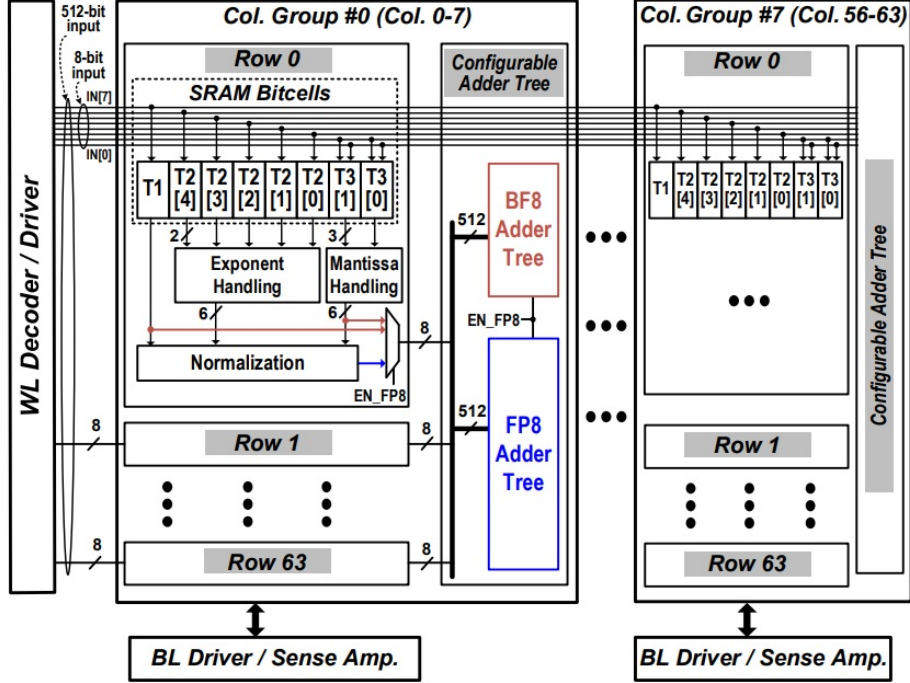 512-bit
input
8-bit
input
IN[7]
IN[0]
WL Decoder / Driver
Col. Group #0 (Col. 0-7)
Row 0
SRAM Bitcells
T1
T2
[4]
T2
[3]
T2
[2]
T2
[1]
T2
[0]
T3
[1]
T3
[0]
2
3
Exponent
Handling
Mantissa
Handling
6
6
Normalization
EN_FP8
8
8
Row 1
8
8
Row 63
8
Configurable
Adder Tree
512
BF8
Adder
Tree
EN_FP8
512
FP8
Adder
Tree
BL Driver / Sense Amp.
Col. Group #7 (Col. 56-63)
Row 0
T1
T2
[4]
T2
[3]
T2
[2]
T2
[1]
T2
[0]
T3
[1]
T3
[0]
Row 1
Row 63
Configurable Adder Tree
BL Driver / Sense Amp.